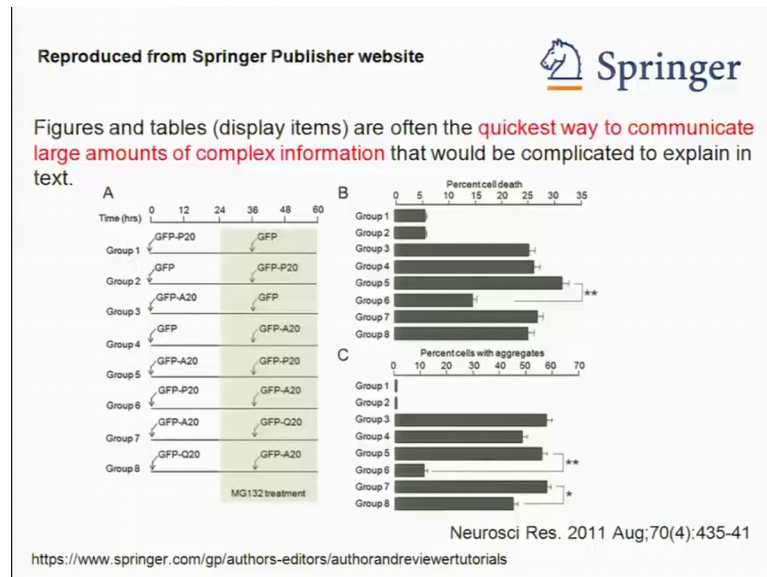 Reproduced from Springer Publisher website
Springer
Figures and tables (display items) are often the quickest way to communicate
large amounts of complex information that would be complicated to explain in
text.
A
Time (hrs) 0 12 24 36 48 60
GFP-P20 GFP
Group 1
GFP GFP-P20
Group 2
GFP-A20 GFP
Group 3
GFP GFP-A20
Group 4
GFP-A20 GFP-P20
Group 5
GFP-P20 GFP-A20
Group 6
GFP-A20 GFP-Q20
Group 7
GFP-Q20 GFP-A20
Group 8
MG132 treatment
B
Percent cell death
0 5 10 15 20 25 30 35
Group 1
Group 2
Group 3
Group 4
Group 5
**
Group 6
Group 7
Group 8
C
Percent cells with aggregates
0 10 20 30 40 50 60 70
Group 1
Group 2
Group 3
Group 4
Group 5
**
Group 6
Group 7
*
Group 8
Neurosci Res. 2011 Aug;70(4):435-41
https://www.springer.com/gp/authors-editors/authorandreviewertutorials